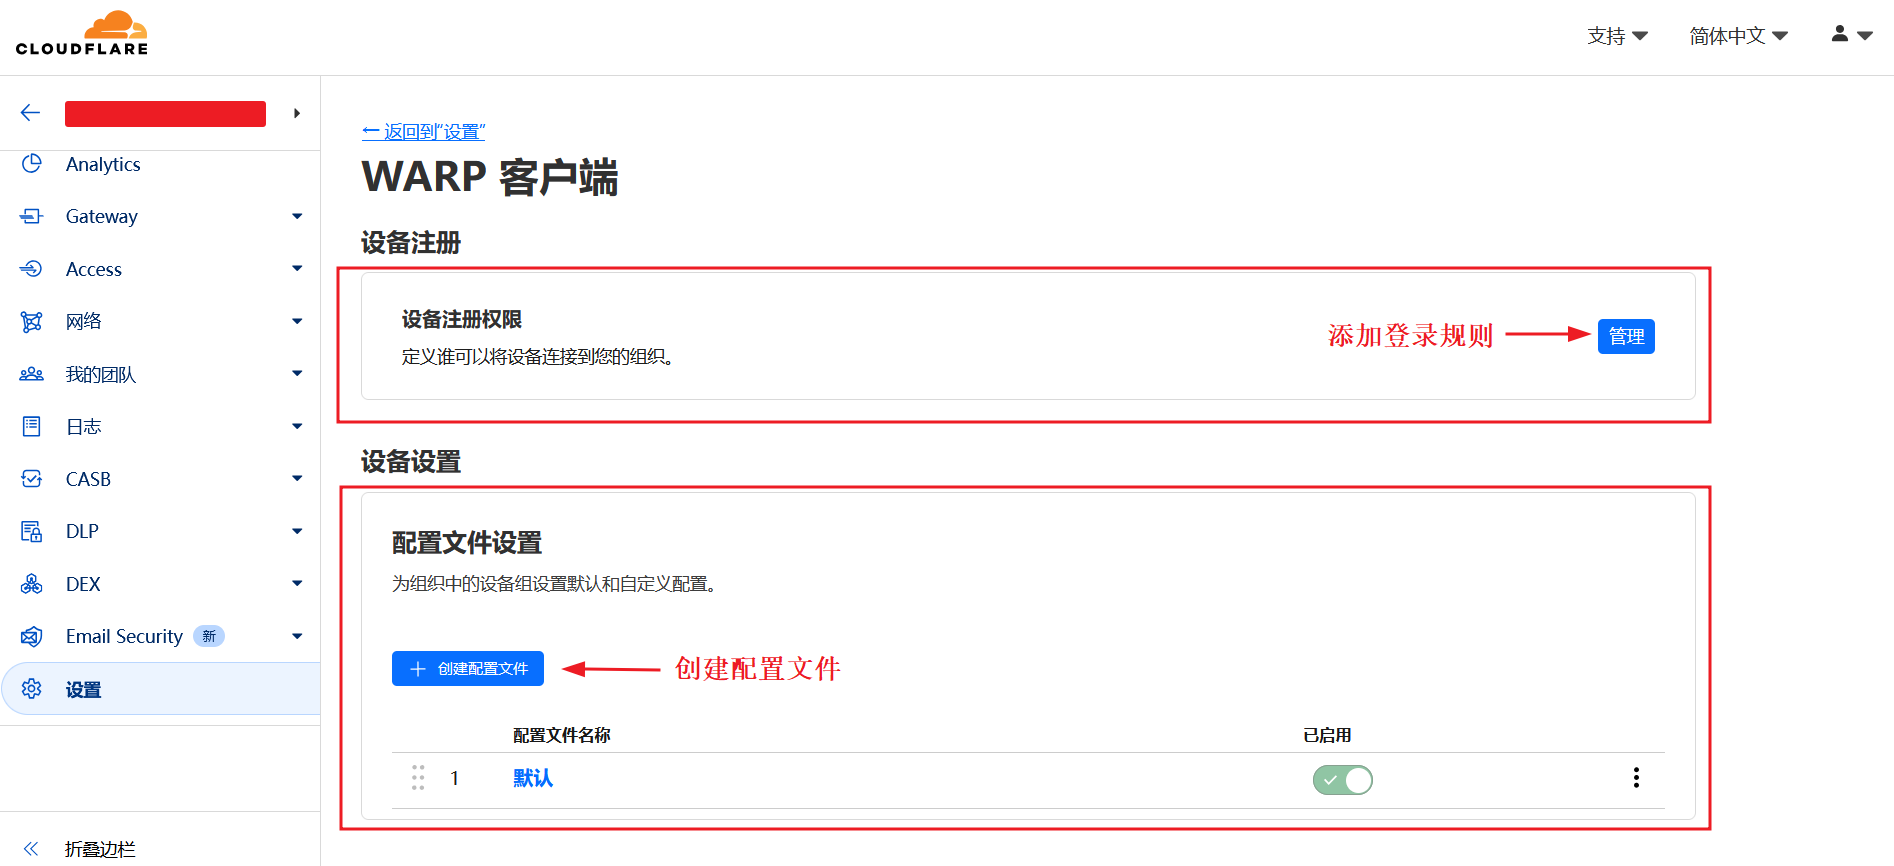 CLOUDFLARE
支持
简体中文
Analytics
Gateway
Access
网络
我的团队
日志
CASB
DLP
DEX
Email Security 新
设置
折叠边栏
← 返回到“设置”
WARP 客户端
设备注册
设备注册权限
定义谁可以将设备连接到您的组织。
添加登录规则
管理
设备设置
配置文件设置
为组织中的设备组设置默认和自定义配置。
创建配置文件
创建配置文件
配置文件名称 已启用
1 默认